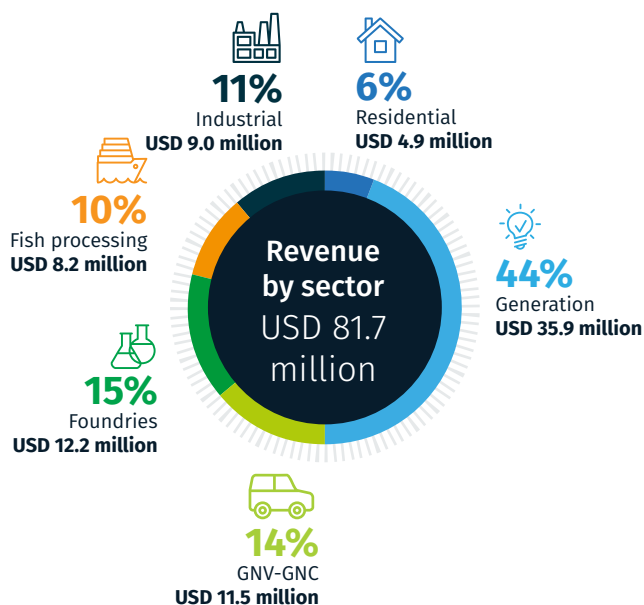 11%
Industrial
USD 9.0 million
6%
Residential
USD 4.9 million
10%
Fish processing
USD 8.2 million
Revenue
by sector
USD 81.7
million
44%
Generation
USD 35.9 million
15%
Foundries
USD 12.2 million
14%
GNV-GNC
USD 11.5 million